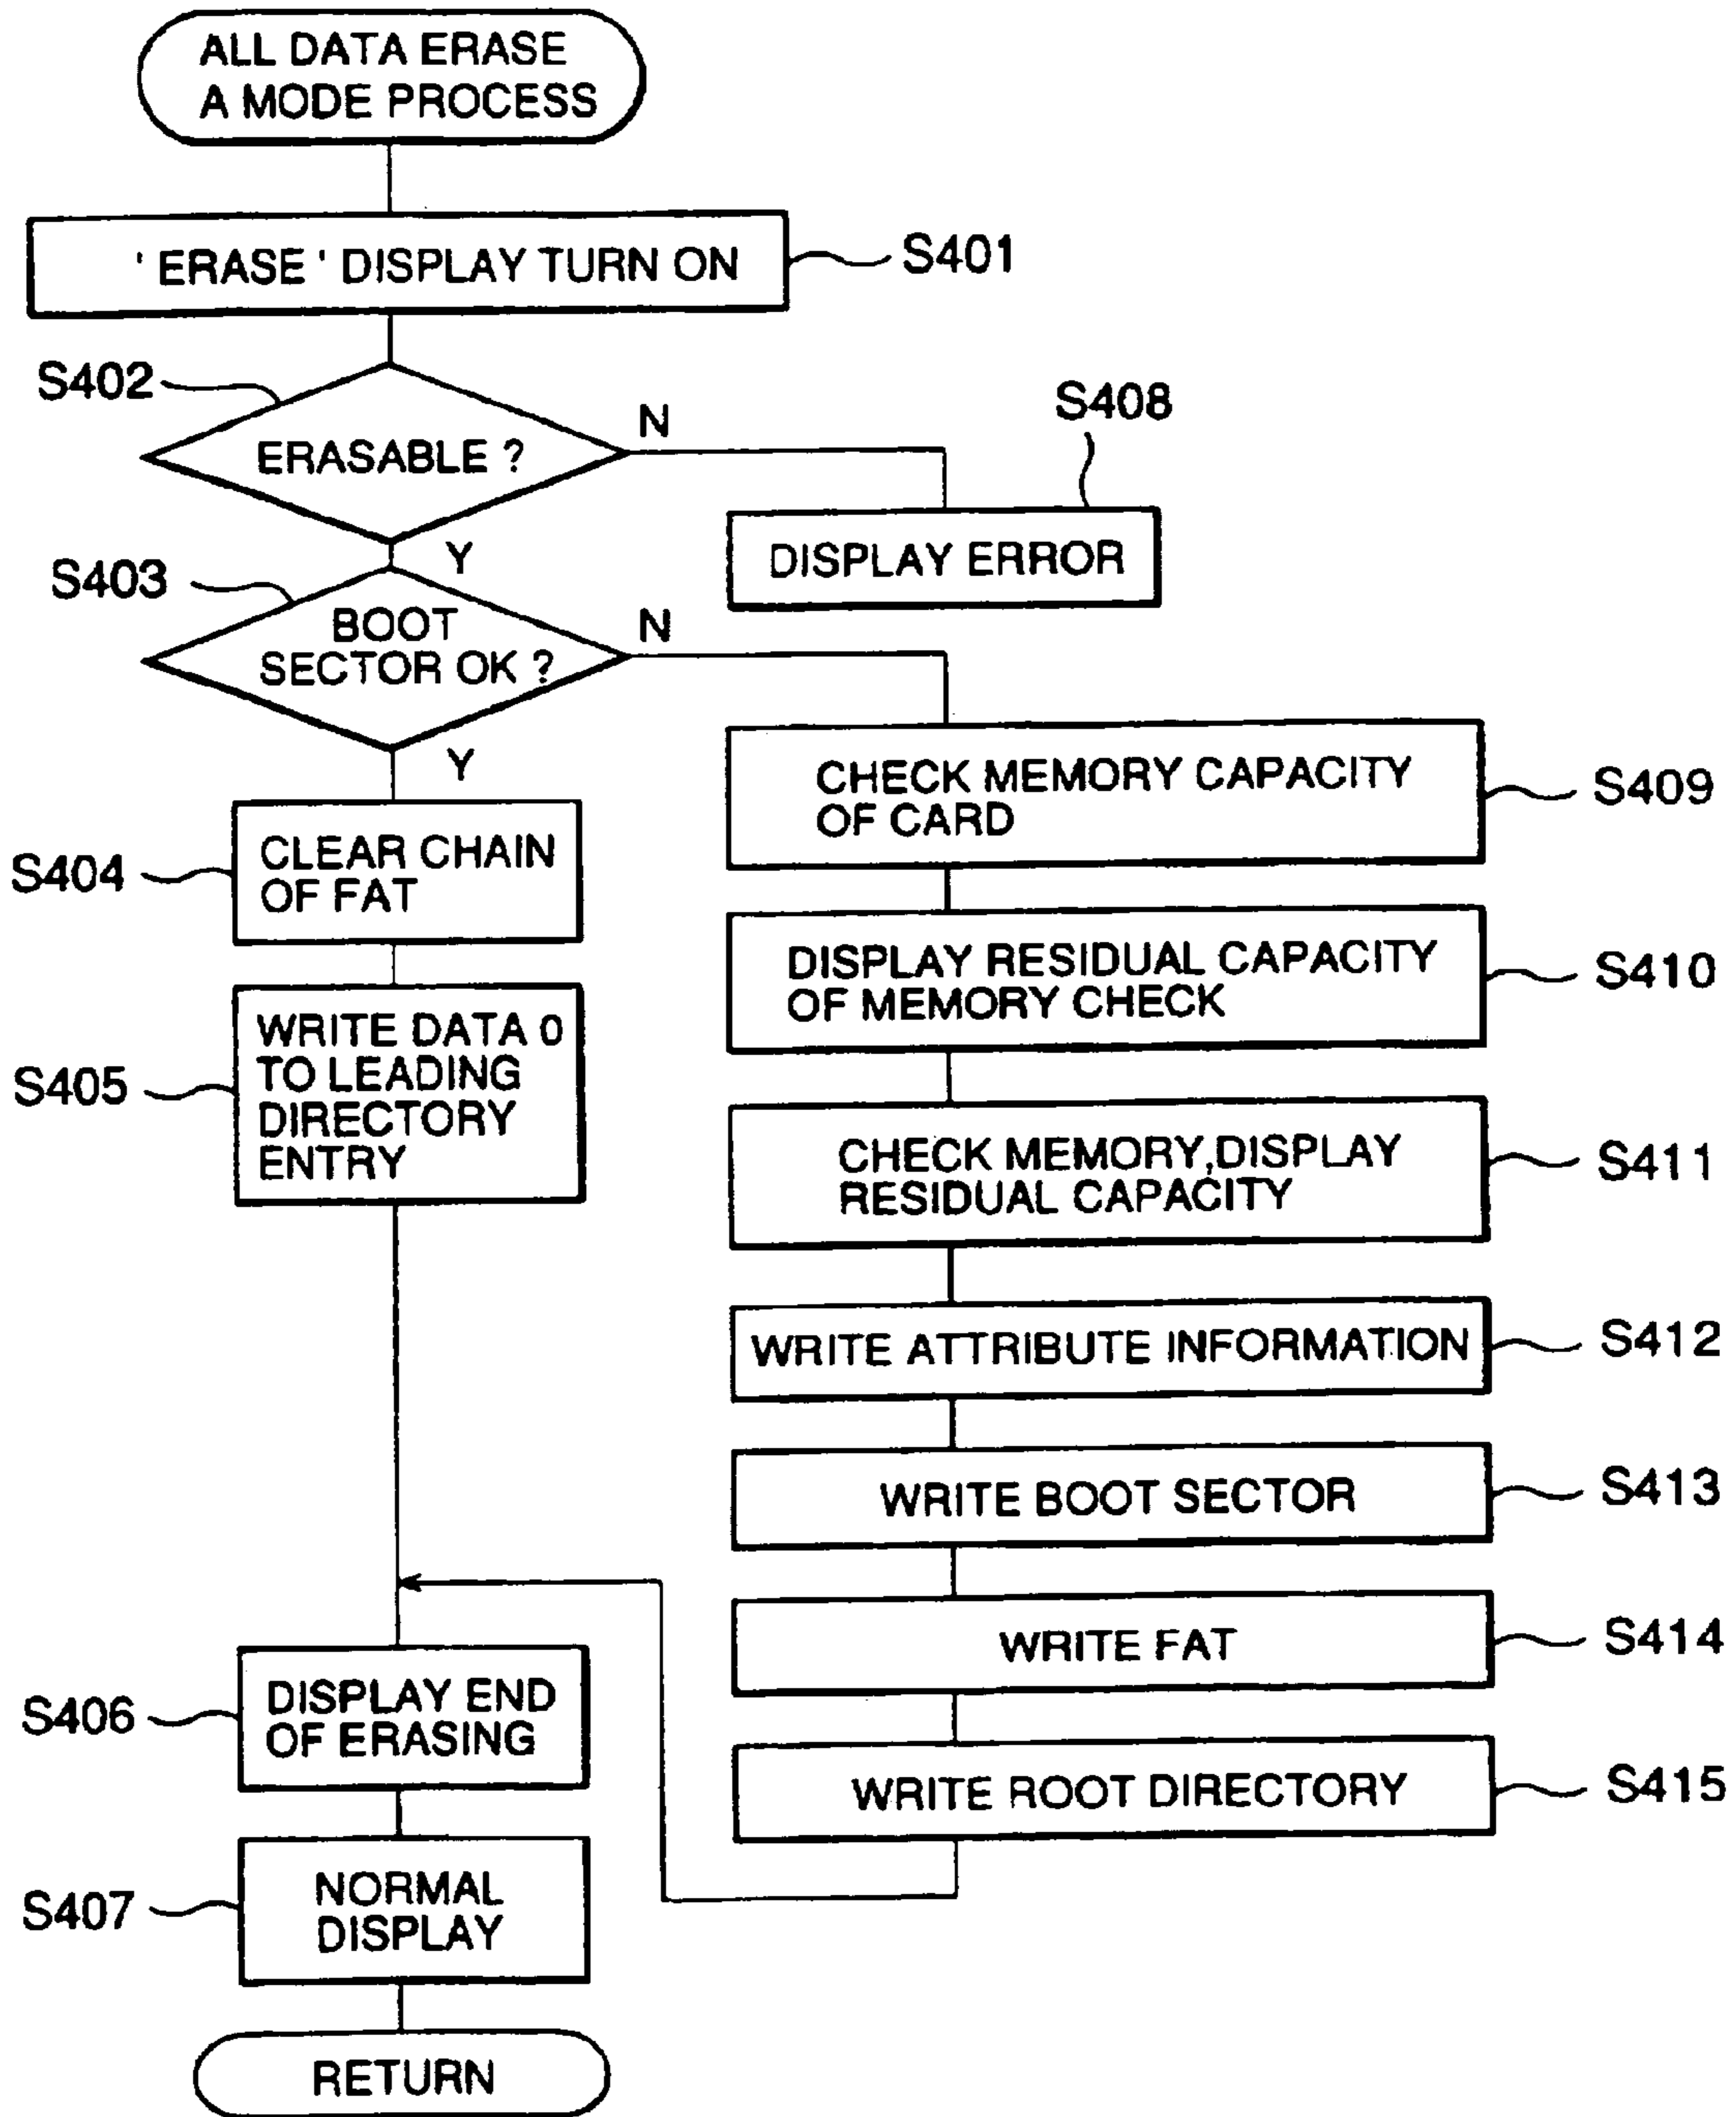 ALL DATA ERASE
A MODE PROCESS
' ERASE ' DISPLAY TURN ON
S401
S402
ERASABLE ?
N
S408
DISPLAY ERROR
Y
S403
BOOT
SECTOR OK ?
N
Y
CHECK MEMORY CAPACITY
OF CARD
S409
S404
CLEAR CHAIN
OF FAT
DISPLAY RESIDUAL CAPACITY
OF MEMORY CHECK
S410
S405
WRITE DATA 0
TO LEADING
DIRECTORY
ENTRY
CHECK MEMORY,DISPLAY
RESIDUAL CAPACITY
S411
WRITE ATTRIBUTE INFORMATION
S412
WRITE BOOT SECTOR
S413
WRITE FAT
S414
S406
DISPLAY END
OF ERASING
WRITE ROOT DIRECTORY
S415
S407
NORMAL
DISPLAY
RETURN